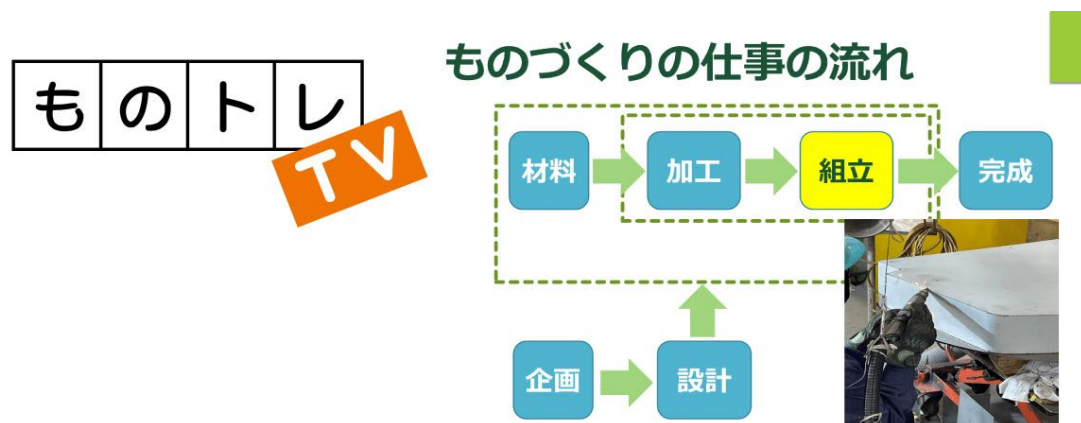 ものトレ
TV
ものづくりの仕事の流れ
材料
加工
組立
完成
企画
設計